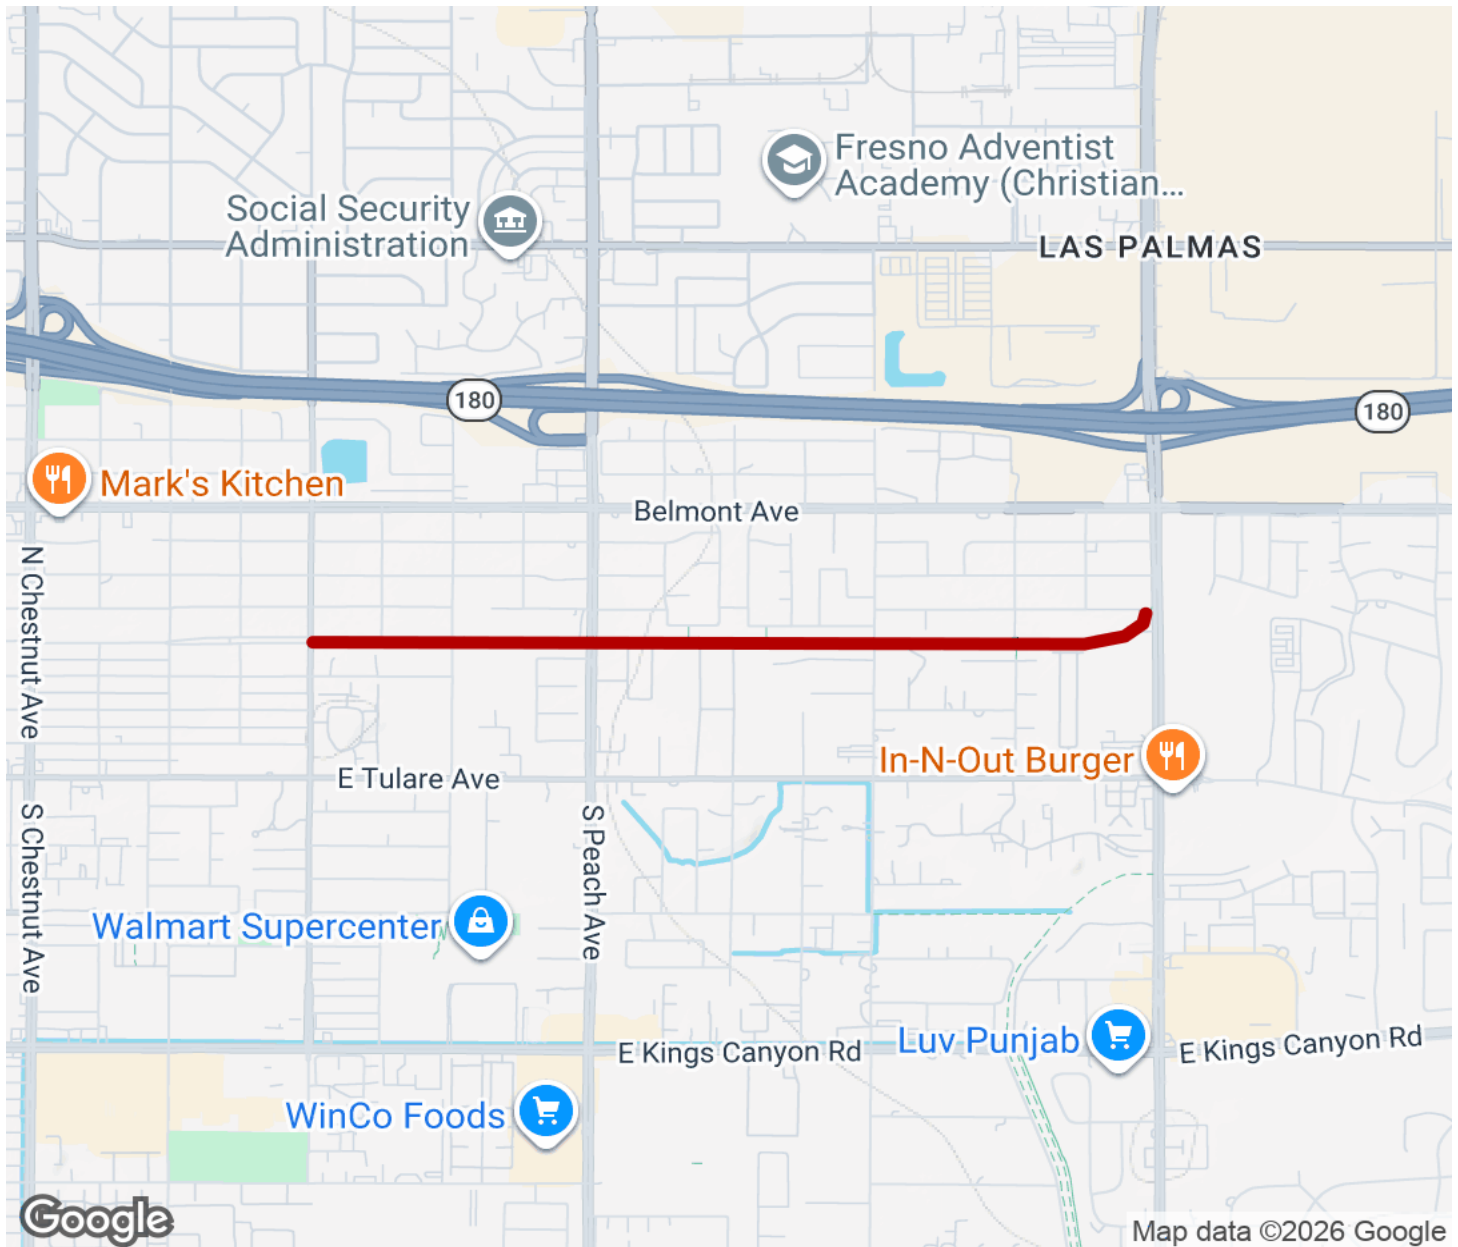 Fresno Adventist
Academy (Christian...
Social Security
Administration
LAS PALMAS
180
180
Mark's Kitchen
Belmont Ave
N Chestnut Ave
In-N-Out Burger
E Tulare Ave
S Chestnut Ave
S Peach Ave
Walmart Supercenter
Luv Punjab
E Kings Canyon Rd
E Kings Canyon Rd
WinCo Foods
Google
Map data ©2026 Google